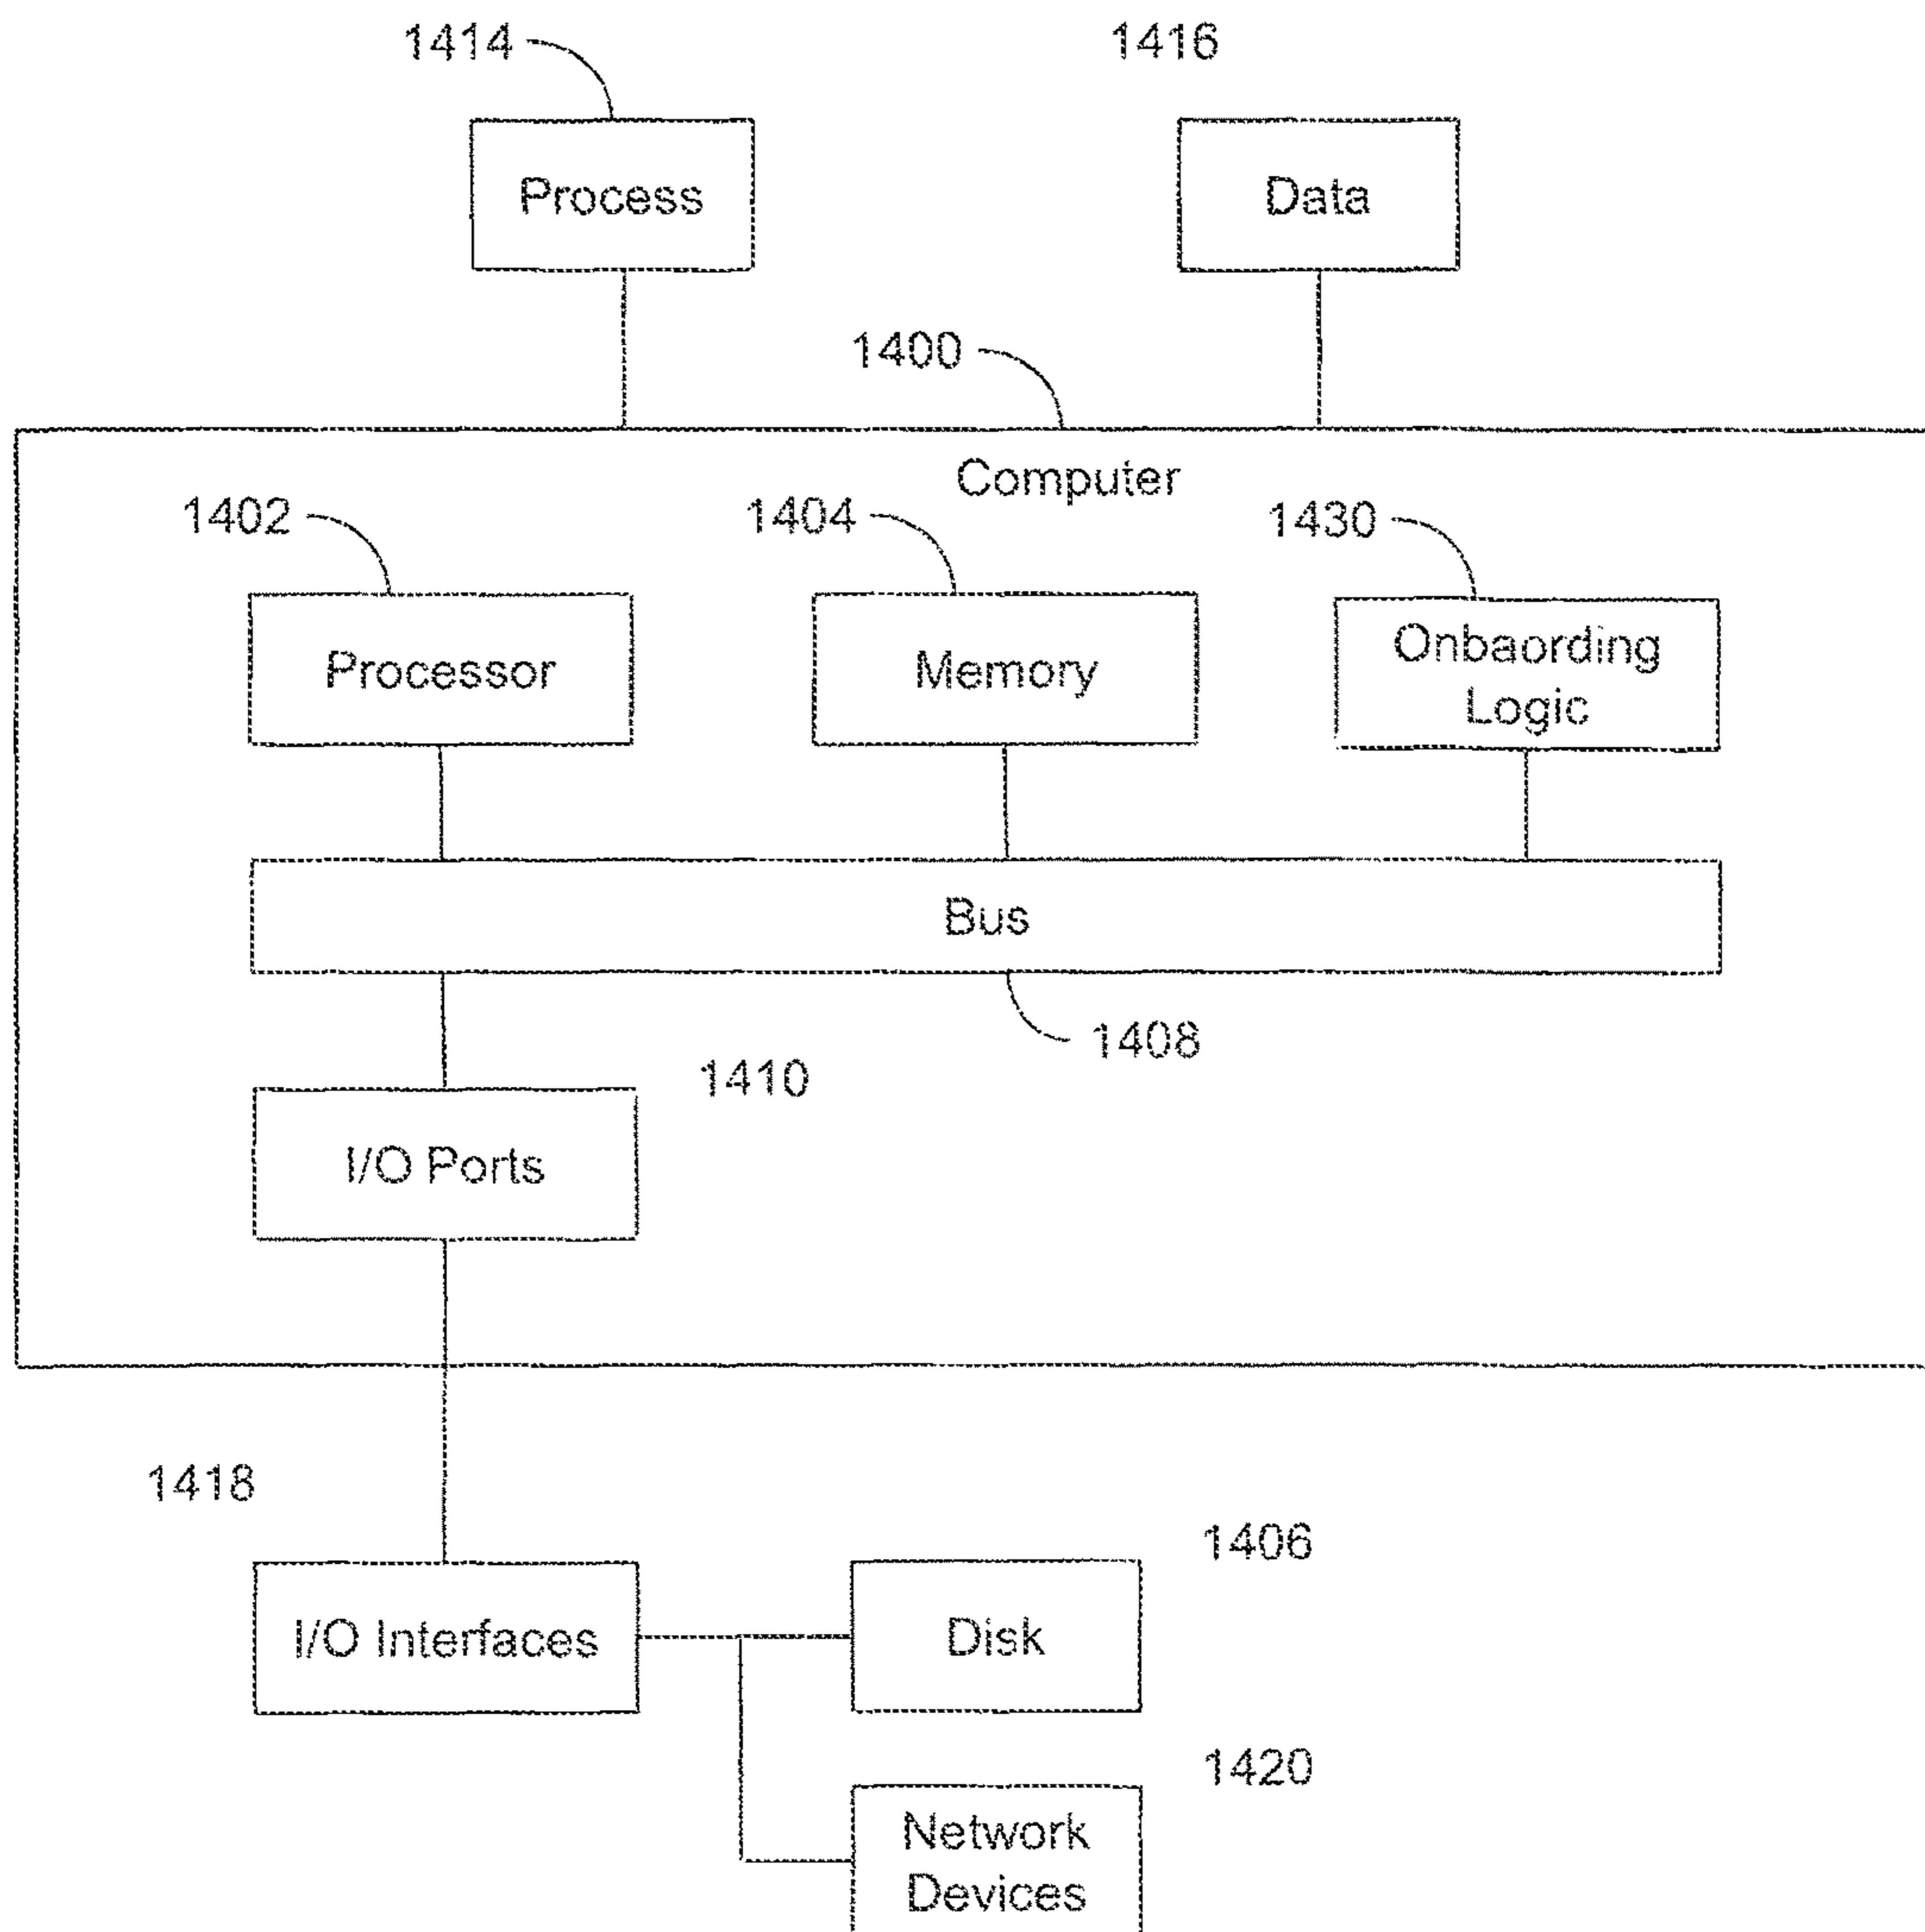 1414
1416
Process
Data
1400
Computer
1402
1404
1430
Processor
Memory
Onbaording
Logic
Bus
1408
1410
I/O Ports
1418
1406
I/O Interfaces
Disk
1420
Network
Devices